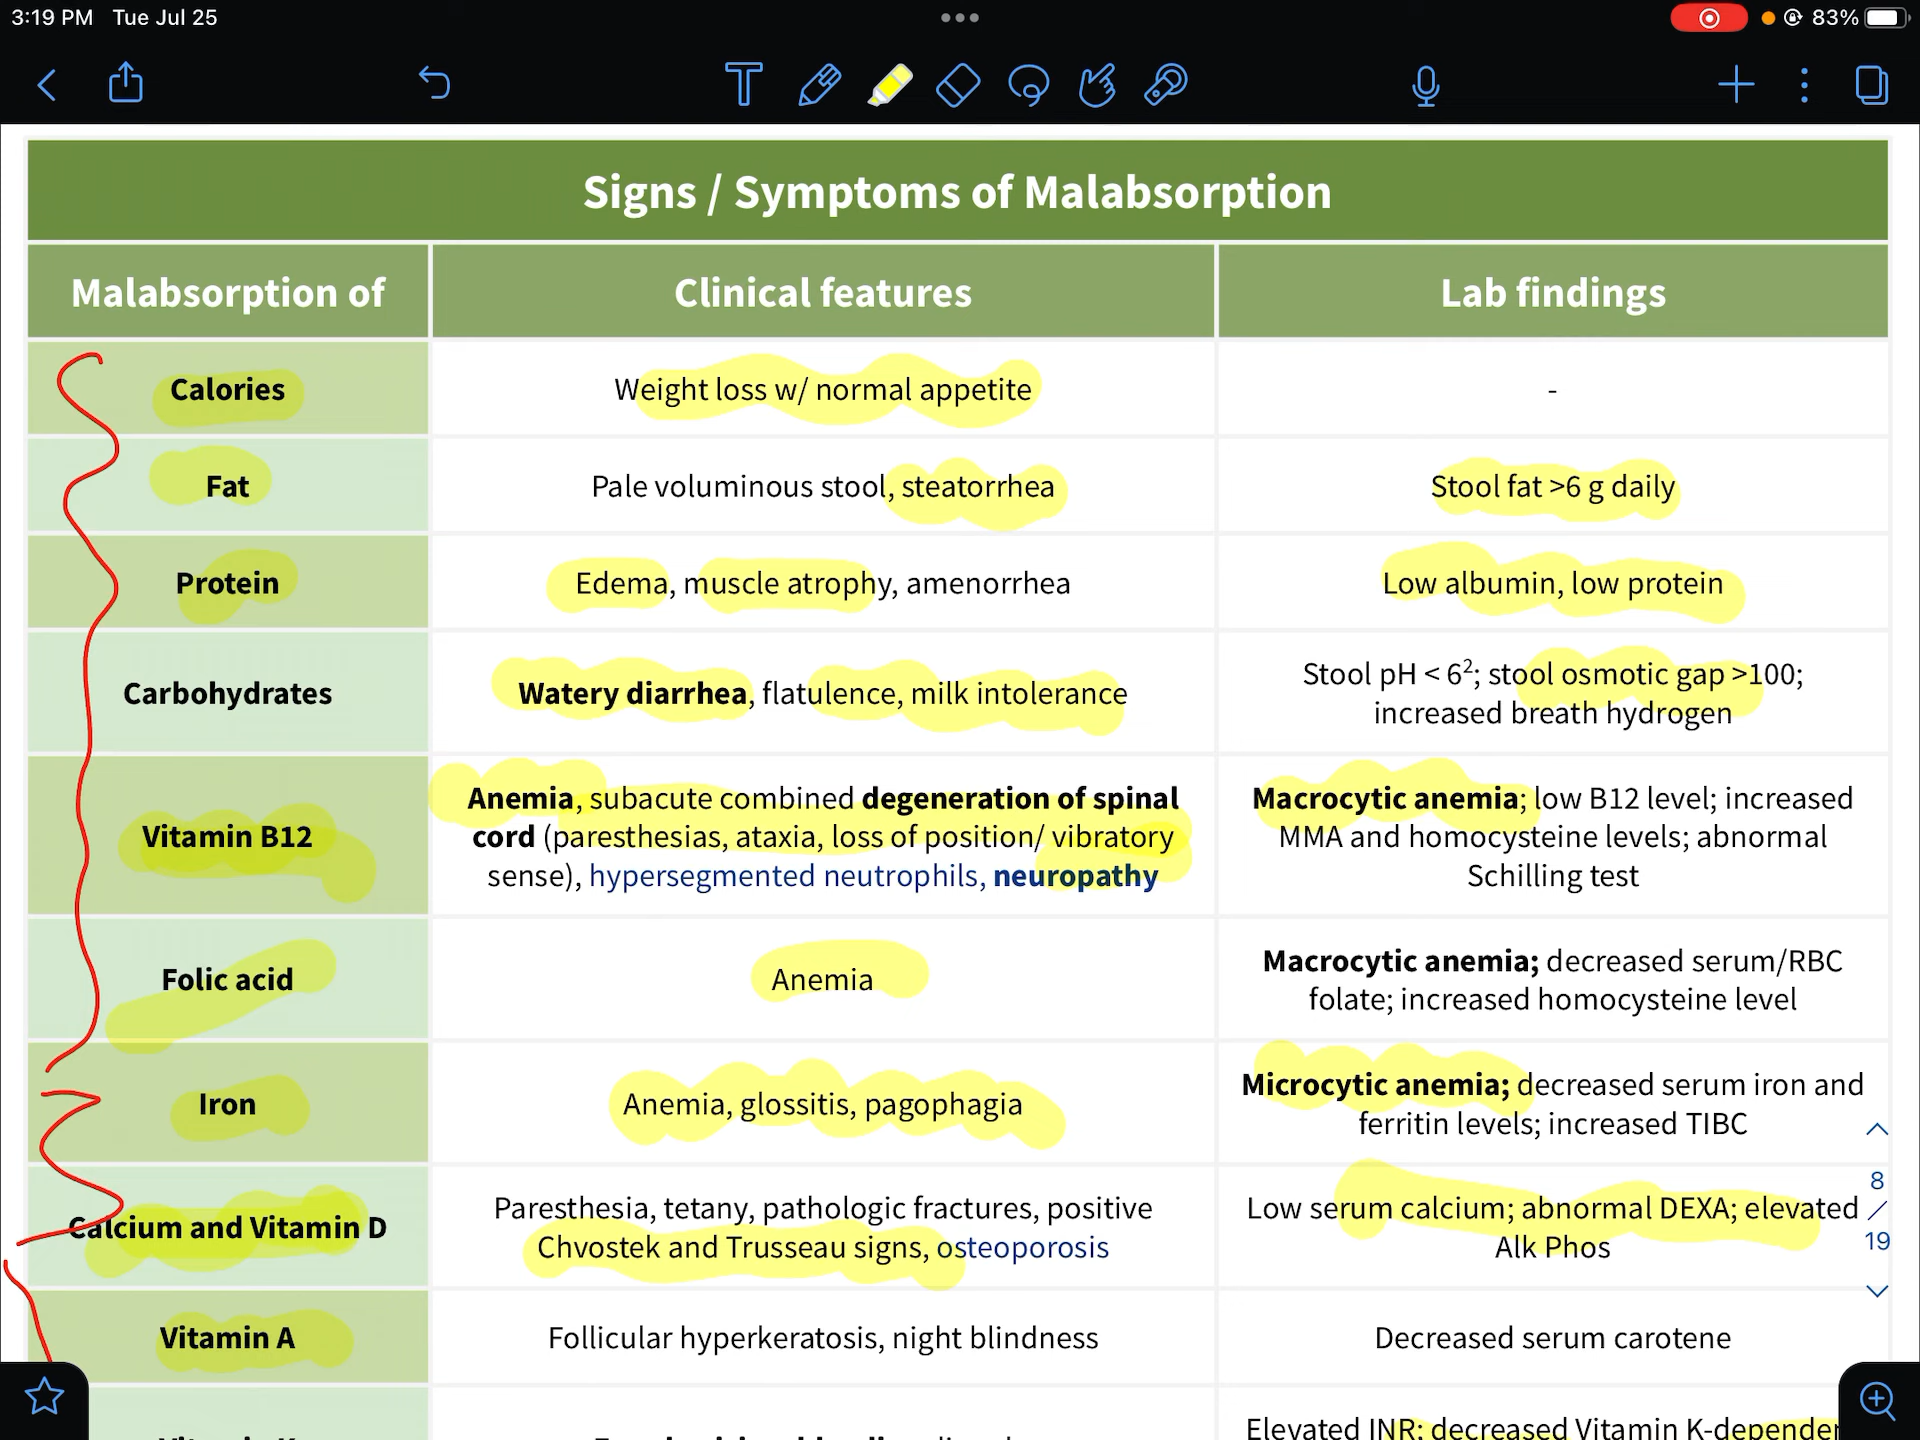 3:19 PM Tue Jul 25
83%
Signs / Symptoms of Malabsorption
Malabsorption of
Clinical features
Lab findings
Calories
Weight loss w/ normal appetite
-
Fat
Pale voluminous stool, steatorrhea
Stool fat >6 g daily
Protein
Edema, muscle atrophy, amenorrhea
Low albumin, low protein
Carbohydrates
Watery diarrhea, flatulence, milk intolerance
Stool pH < 6²; stool osmotic gap >100;
increased breath hydrogen
Vitamin B12
Anemia, subacute combined degeneration of spinal
cord (paresthesias, ataxia, loss of position/ vibratory
sense), hypersegmented neutrophils, neuropathy
Macrocytic anemia; low B12 level; increased
MMA and homocysteine levels; abnormal
Schilling test
Folic acid
Anemia
Macrocytic anemia; decreased serum/RBC
folate; increased homocysteine level
Iron
Anemia, glossitis, pagophagia
Microcytic anemia; decreased serum iron and
ferritin levels; increased TIBC
Calcium and Vitamin D
Paresthesia, tetany, pathologic fractures, positive
Chvostek and Trusseau signs, osteoporosis
Low serum calcium; abnormal DEXA; elevated
Alk Phos
8
/
19
Vitamin A
Follicular hyperkeratosis, night blindness
Decreased serum carotene
Elevated INR; decreased Vitamin K-